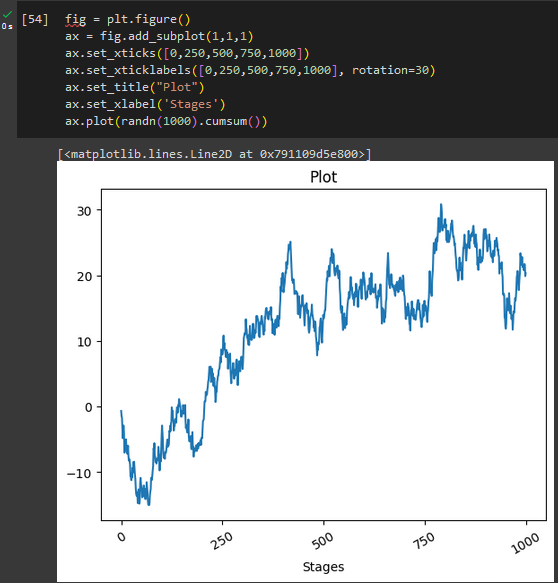 [54] fig = plt.figure()
ax = fig.add_subplot(1,1,1)
ax.set_xticks([0,250,500,750,1000])
ax.set_xticklabels([0,250,500,750,1000], rotation=30)
ax.set_title("Plot")
ax.set_xlabel('Stages')
ax.plot(randn(1000).cumsum())
0s
[<matplotlib.lines.Line2D at 0x791109d5e800>]
Plot
30
20
10
0
−10
0 250 500 750 1000
Stages